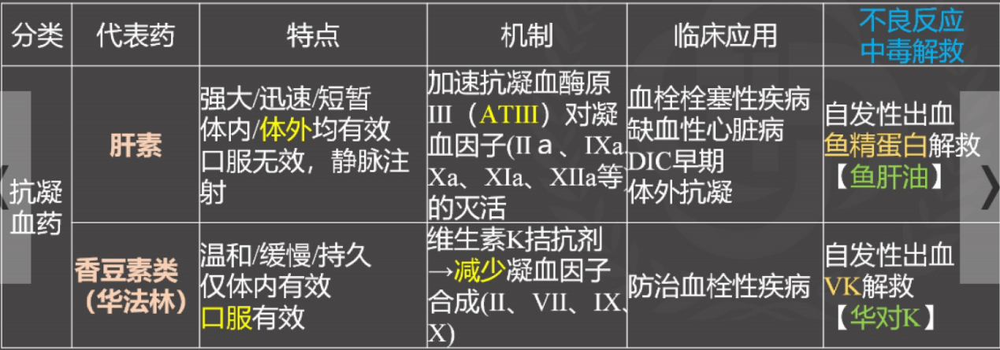 分类
代表药
特点
机制
临床应用
不良反应
中毒解救
抗凝
血药
肝素
强大/迅速/短暂
体内/体外均有效
口服无效，静脉注
射
加速抗凝血酶原
III（ATIII）对凝
血因子(IIａ、IXa
Xa、XIa、XIIa等
的灭活
血栓栓塞性疾病
缺血性心脏病
DIC早期
体外抗凝
自发性出血
鱼精蛋白解救
【鱼肝油】
香豆素类
（华法林）
温和/缓慢/持久
仅体内有效
口服有效
维生素K拮抗剂
→减少凝血因子
合成(II、VII、IX、
X)
防治血栓性疾病
自发性出血
VK解救
【华对K】